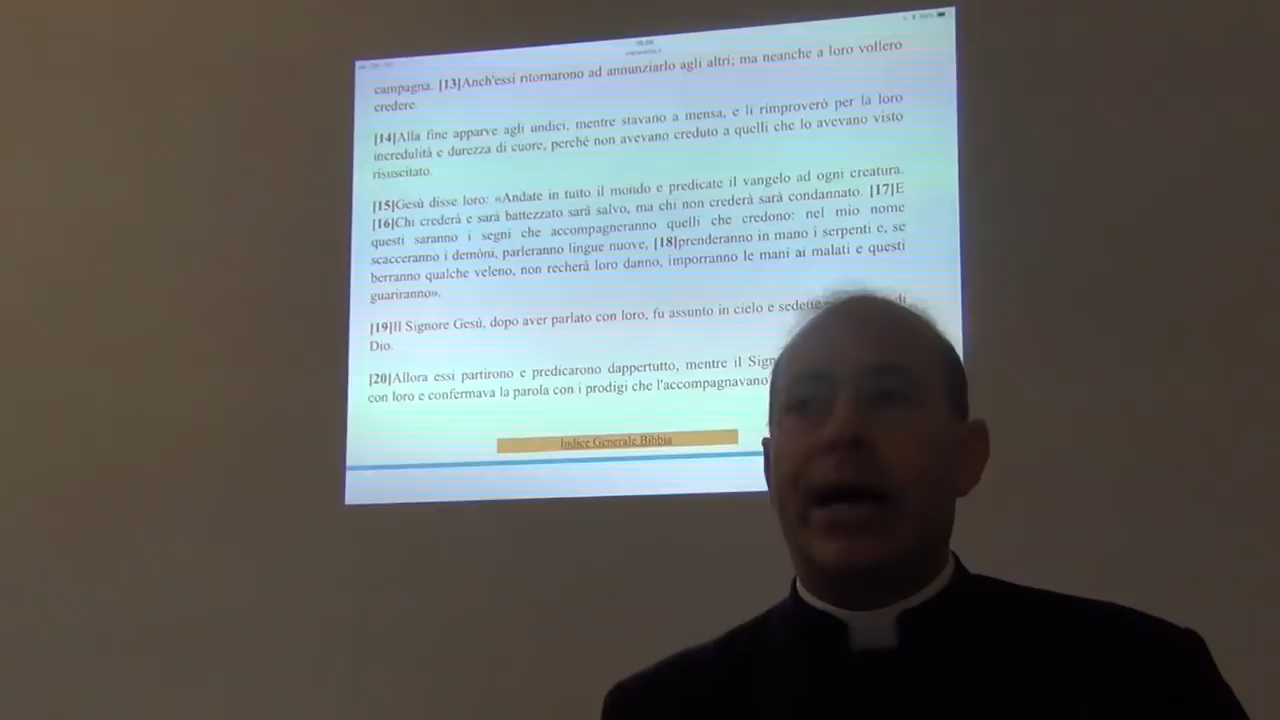 campagna. [13]Anch'essi ritornarono ad annunziarlo agli altri; ma neanche a loro vollero
credere.
[14]Alla fine apparve agli undici, mentre stavano a mensa, e li rimproverò per la loro
incredulità e durezza di cuore, perché non avevano creduto a quelli che lo avevano visto
risuscitato.
[15]Gesù disse loro: «Andate in tutto il mondo e predicate il vangelo ad ogni creatura.
[16]Chi crederà e sarà battezzato sarà salvo, ma chi non crederà sarà condannato. [17]E
questi saranno i segni che accompagneranno quelli che credono: nel mio nome
scacceranno i demòni, parleranno lingue nuove, [18]prenderanno in mano i serpenti e, se
berranno qualche veleno, non recherà loro danno, imporranno le mani ai malati e questi
guariranno».
[19]Il Signore Gesù, dopo aver parlato con loro, fu assunto in cielo e sedette di
Dio.
[20]Allora essi partirono e predicarono dappertutto, mentre il
con loro e confermava la parola con i prodigi che l'accompagnavano
Indice Generale Bibbia